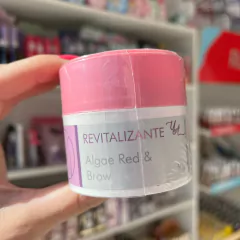 REVITALIZANTE
Algae Red &
Brow